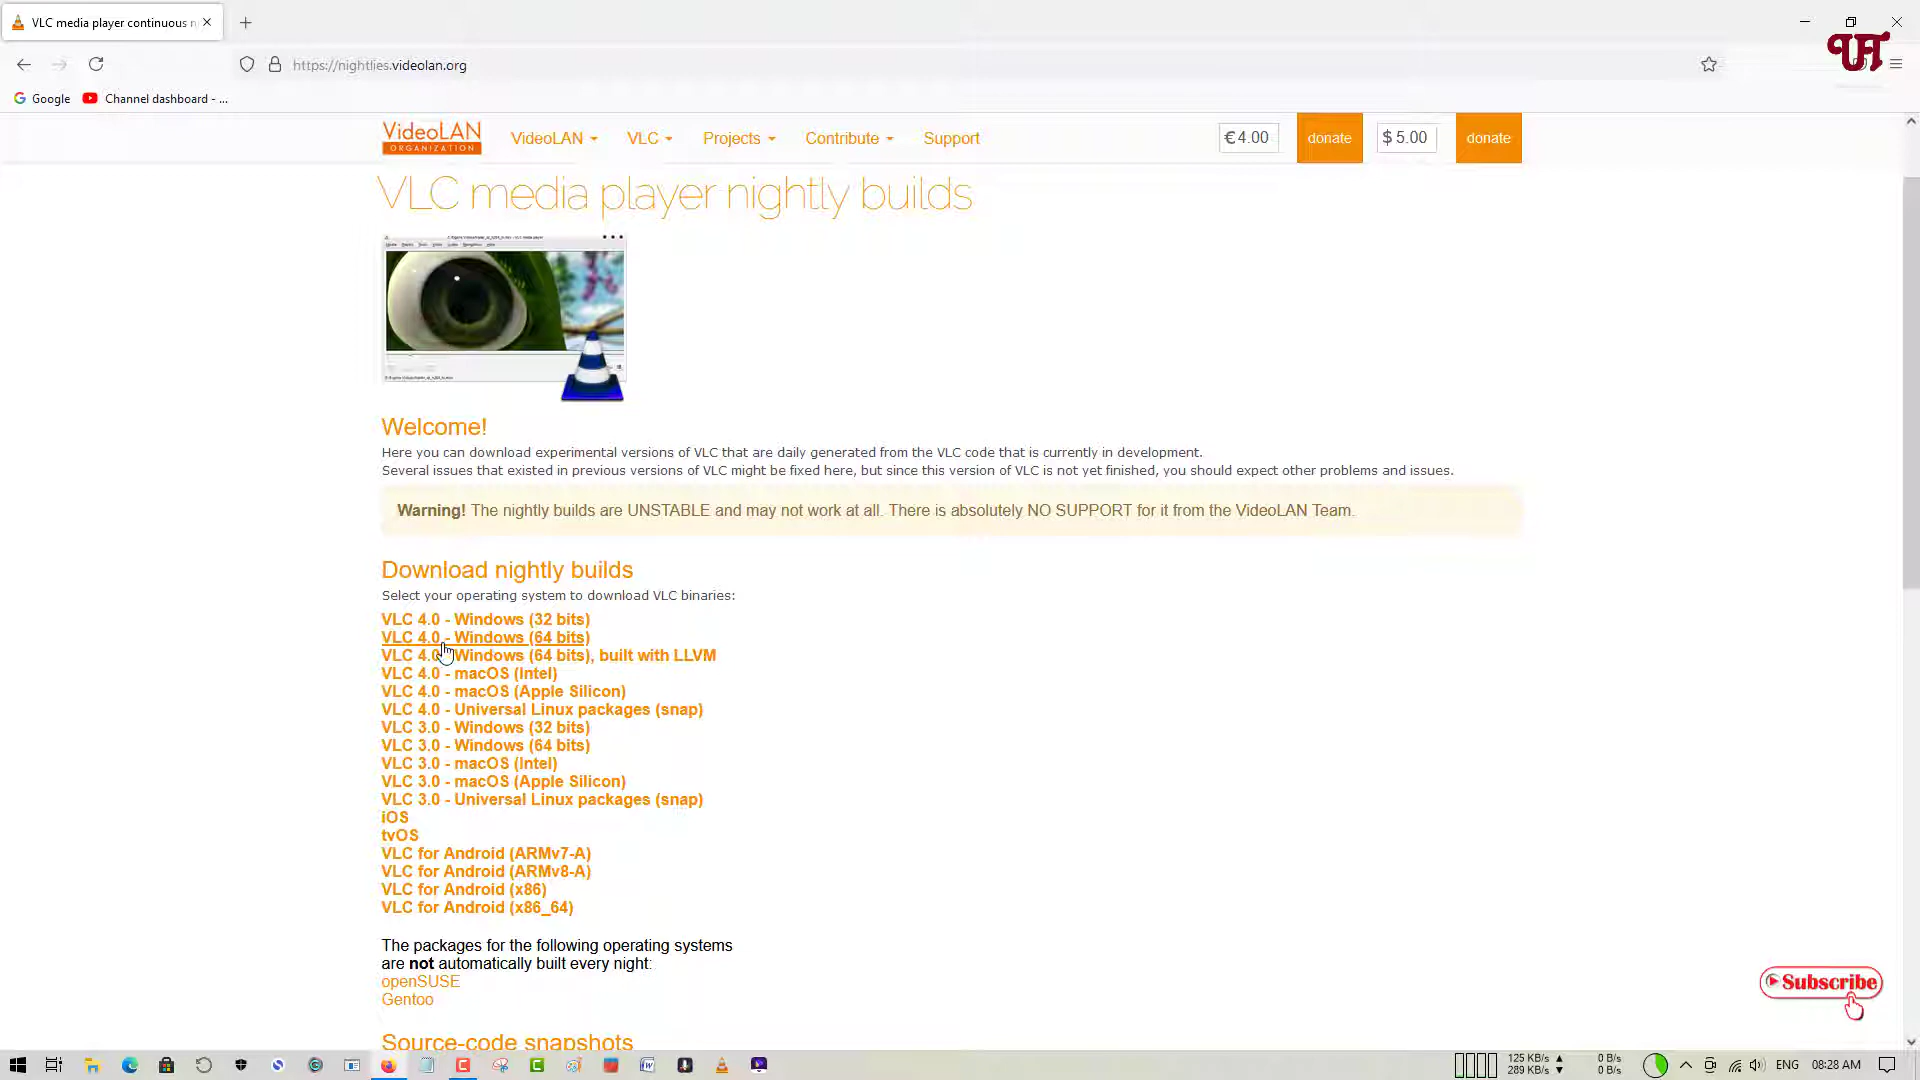 VLC media player continuous n
https://nightlies.videolan.org
Google
Channel dashboard - ...
UT
VideoLAN
ORGANIZATION
VideoLAN
VLC
Projects
Contribute
Support
€ 4.00
donate
$ 5.00
donate
VLC media player nightly builds
Welcome!
Here you can download experimental versions of VLC that are daily generated from the VLC code that is currently in development.
Several issues that existed in previous versions of VLC might be fixed here, but since this version of VLC is not yet finished, you should expect other problems and issues.
Warning! The nightly builds are UNSTABLE and may not work at all. There is absolutely NO SUPPORT for it from the VideoLAN Team.
Download nightly builds
Select your operating system to download VLC binaries:
VLC 4.0 - Windows (32 bits)
VLC 4.0 - Windows (64 bits)
VLC 4.0 - Windows (64 bits), built with LLVM
VLC 4.0 - macOS (Intel)
VLC 4.0 - macOS (Apple Silicon)
VLC 4.0 - Universal Linux packages (snap)
VLC 3.0 - Windows (32 bits)
VLC 3.0 - Windows (64 bits)
VLC 3.0 - macOS (Intel)
VLC 3.0 - macOS (Apple Silicon)
VLC 3.0 - Universal Linux packages (snap)
iOS
tvOS
VLC for Android (ARMv7-A)
VLC for Android (ARMv8-A)
VLC for Android (x86)
VLC for Android (x86_64)
The packages for the following operating systems
are not automatically built every night:
openSUSE
Gentoo
Subscribe
Source-code snapshots
125 KB/s
289 KB/s
0 B/s
0 B/s
ENG
08:28 AM